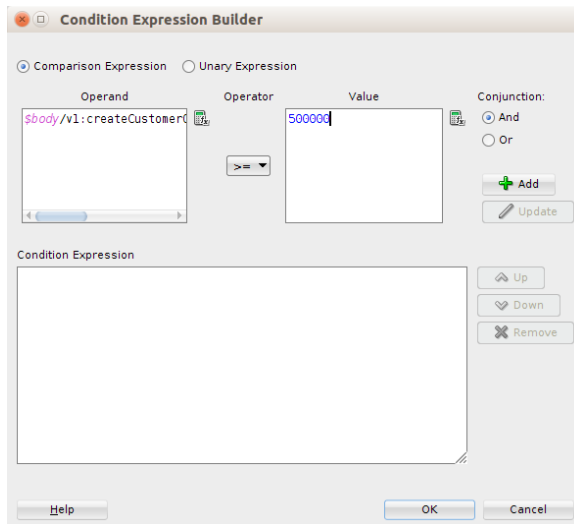 Condition Expression Builder
Comparison Expression Unary Expression
Operand Operator Value Conjunction:
$body/v1:createCustomer >= 500000 And
Or
Add
Update
Condition Expression
Up
Down
Remove
Help OK Cancel